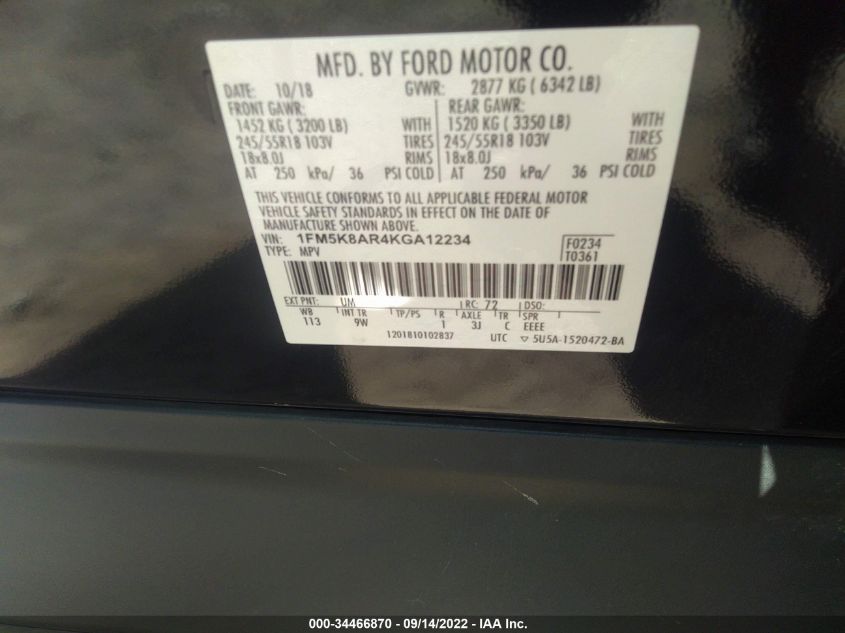 MFD. BY FORD MOTOR CO.
DATE: 10/18 GVWR: 2877 KG ( 6342 LB)
FRONT GAWR: REAR GAWR:
1452 KG ( 3200 LB) WITH 1520 KG ( 3350 LB) WITH
245/55R18 103V TIRES 245/55R18 103V TIRES
18x8.0J RIMS 18x8.0J RIMS
AT 250 kPa/ 36 PSI COLD AT 250 kPa/ 36 PSI COLD
THIS VEHICLE CONFORMS TO ALL APPLICABLE FEDERAL MOTOR
VEHICLE SAFETY STANDARDS IN EFFECT ON THE DATE OF
MANUFACTURE SHOWN ABOVE.
VIN: 1FM5K8AR4KGA12234 F0234
TYPE: MPV T0361
EXT PNT: UM RC: 72 DSO:
WB INT TR TP/PS R AXLE TR SPR
113 9W 1 3J C EEEE
1201810102837 UTC ▽ 5U5A-1520472-BA
000-34466870 - 09/14/2022 - IAA Inc.